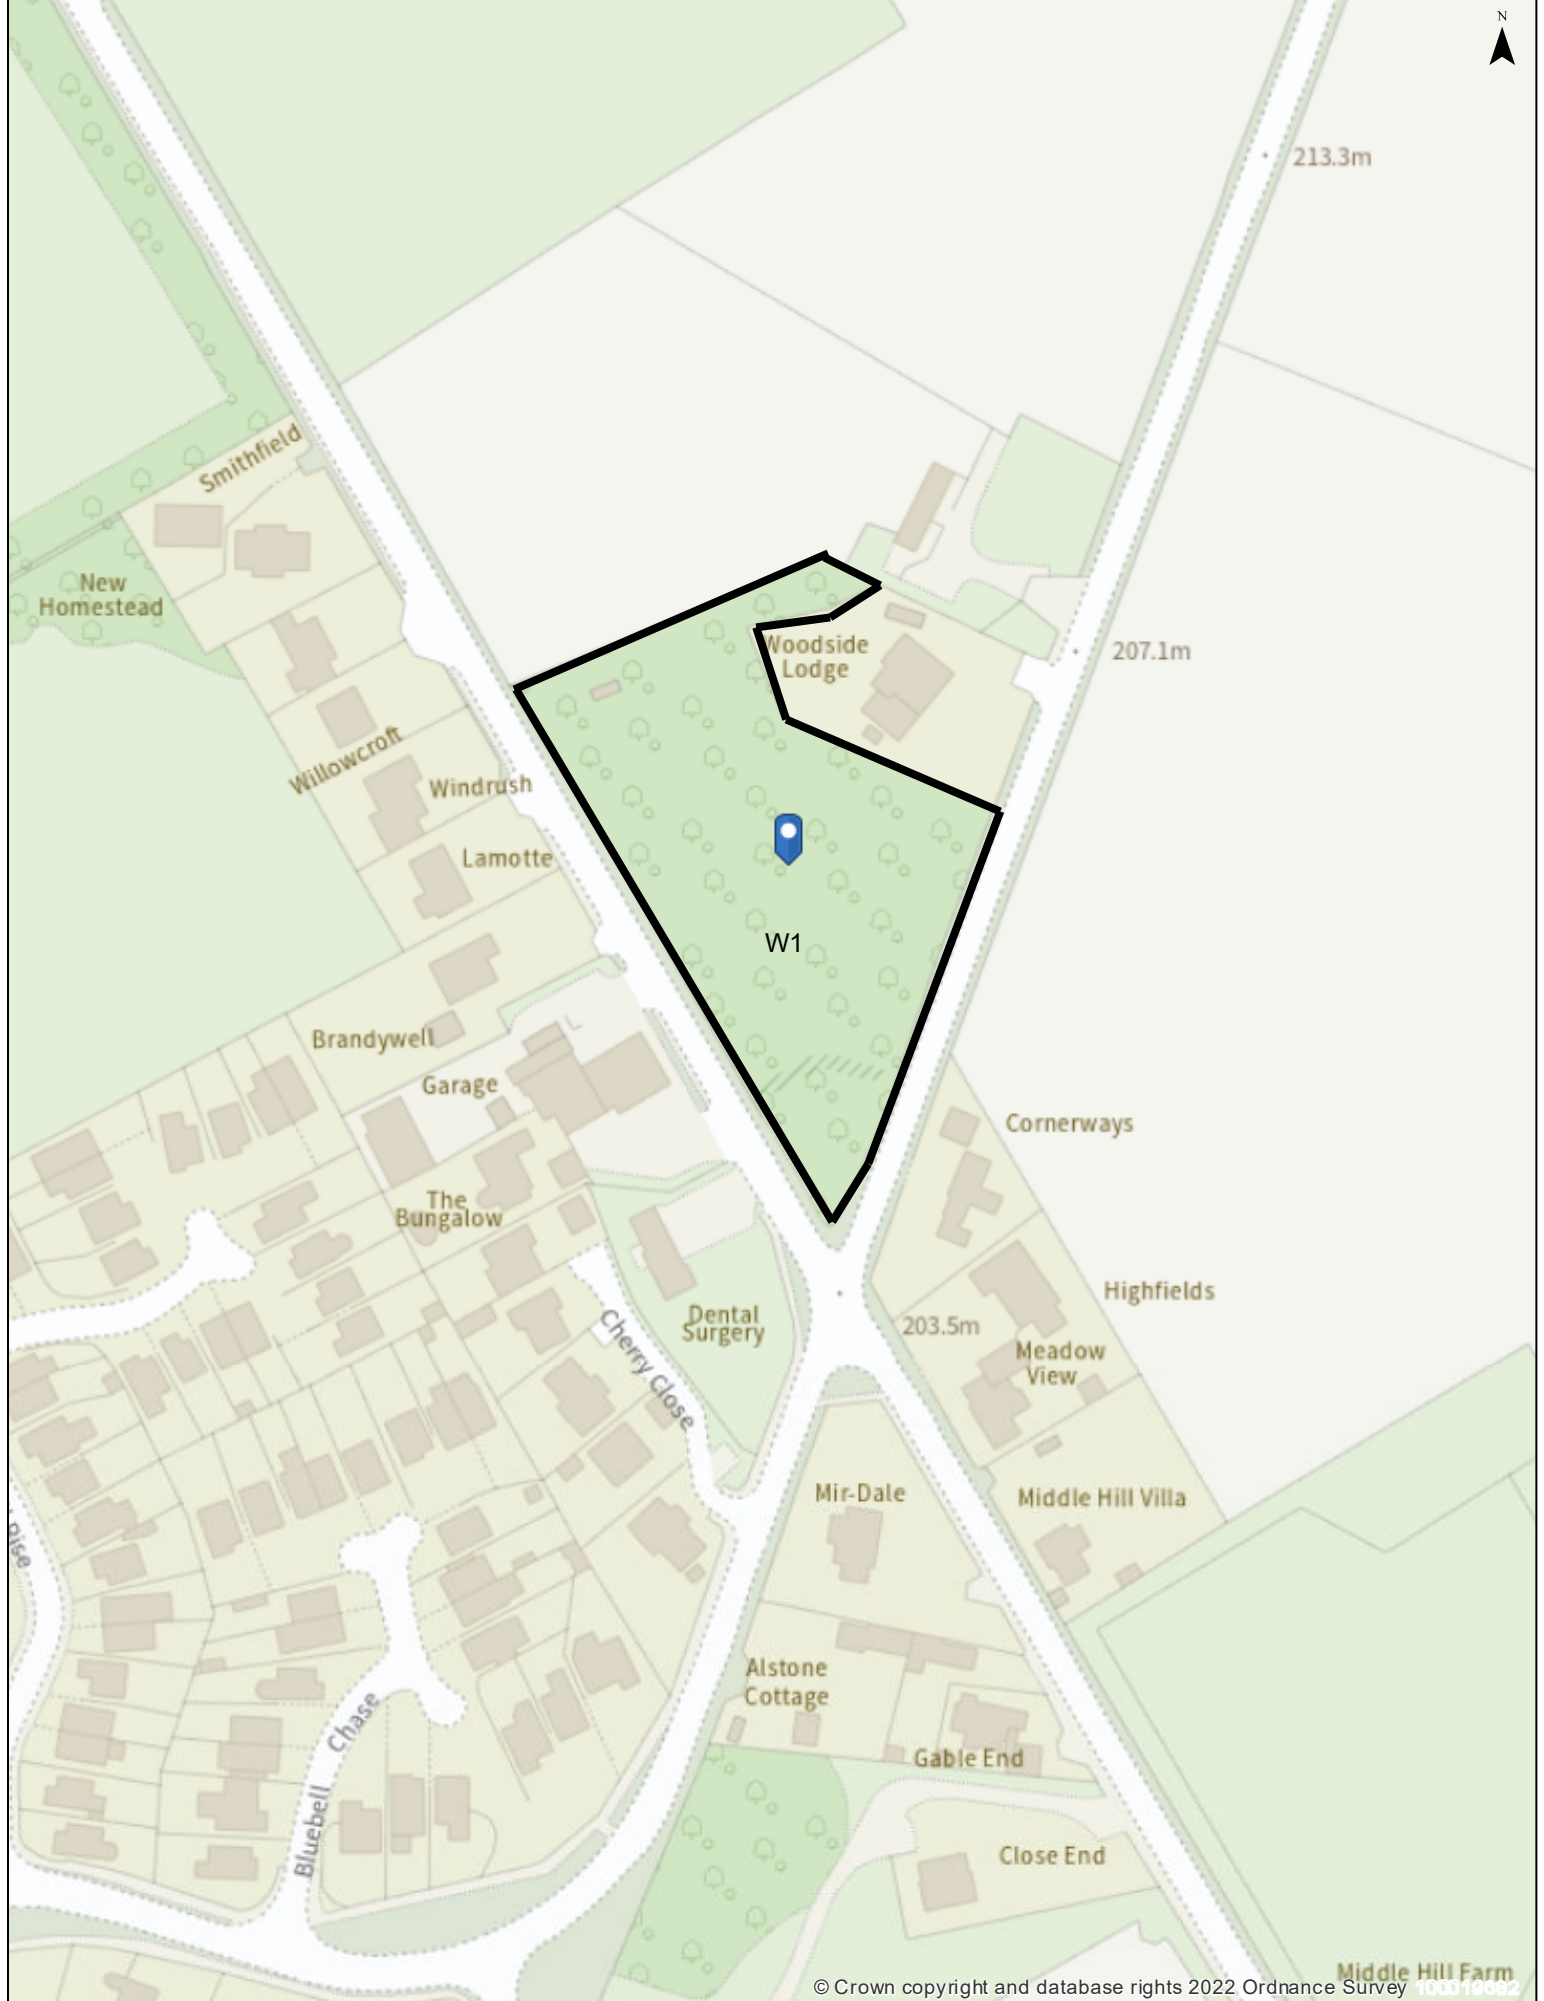 N
213.3m
Smithfield
New
Homestead
Woodside
Lodge
207.1m
Willowcroft
Windrush
Lamotte
W1
Brandywell
Garage
Cornerways
The
Bungalow
Highfields
Dental
Surgery
203.5m
Cherry Close
Meadow
View
Mir-Dale
Middle Hill Villa
Rise
Alstone
Cottage
Bluebell Chase
Gable End
Close End
Middle Hill Farm
© Crown copyright and database rights 2022 Ordnance Survey